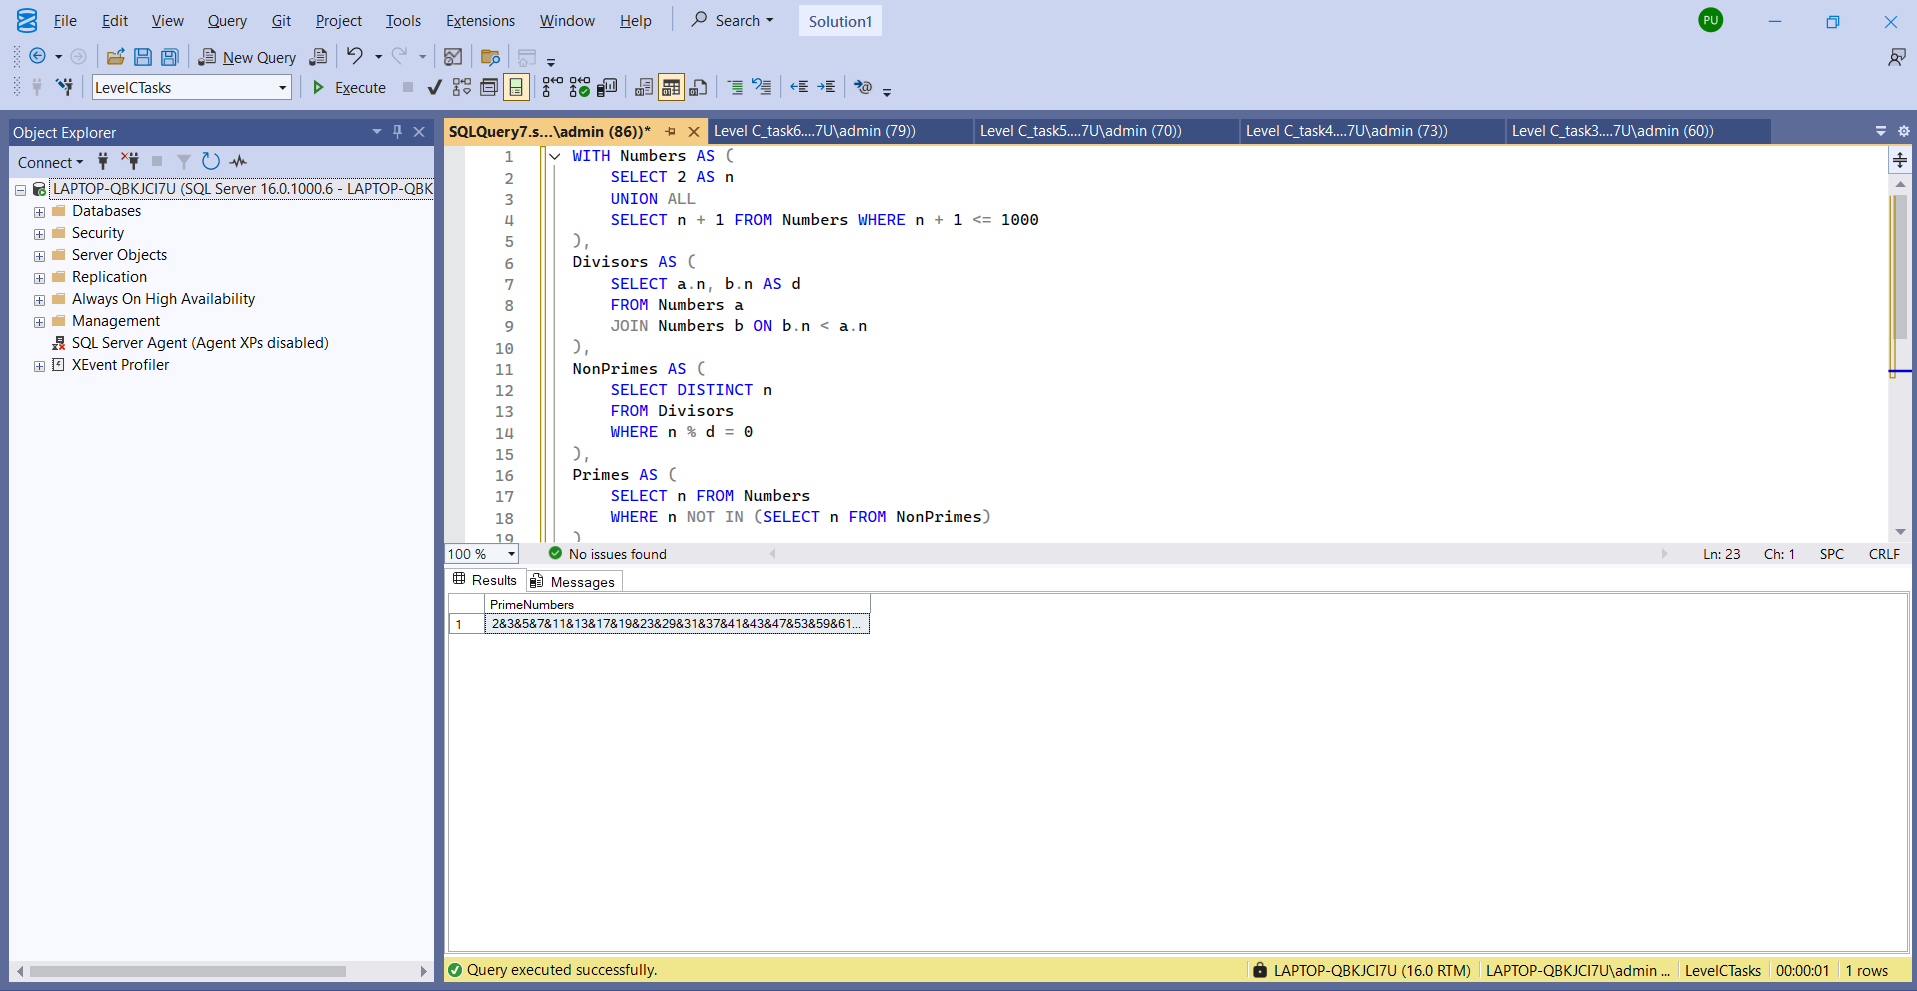 File Edit View Query Git Project Tools Extensions Window Help Search Solution1 PU
New Query
LevelCTasks Execute
Object Explorer
Connect
LAPTOP-QBKJCI7U (SQL Server 16.0.1000.6 - LAPTOP-QBK
Databases
Security
Server Objects
Replication
Always On High Availability
Management
SQL Server Agent (Agent XPs disabled)
XEvent Profiler
SQLQuery7.s...\admin (86))* Level C_task6....7U\admin (79)) Level C_task5....7U\admin (70)) Level C_task4....7U\admin (73)) Level C_task3....7U\admin (60))
1 WITH Numbers AS (
2 SELECT 2 AS n
3 UNION ALL
4 SELECT n + 1 FROM Numbers WHERE n + 1 <= 1000
5 ),
6 Divisors AS (
7 SELECT a.n, b.n AS d
8 FROM Numbers a
9 JOIN Numbers b ON b.n < a.n
10 ),
11 NonPrimes AS (
12 SELECT DISTINCT n
13 FROM Divisors
14 WHERE n % d = 0
15 ),
16 Primes AS (
17 SELECT n FROM Numbers
18 WHERE n NOT IN (SELECT n FROM NonPrimes)
19 )
100 % No issues found Ln: 23 Ch: 1 SPC CRLF
Results Messages
PrimeNumbers
1 2&3&5&7&11&13&17&19&23&29&31&37&41&43&47&53&59&61...
Query executed successfully. LAPTOP-QBKJCI7U (16.0 RTM) LAPTOP-QBKJCI7U\admin ... LevelCTasks 00:00:01 1 rows